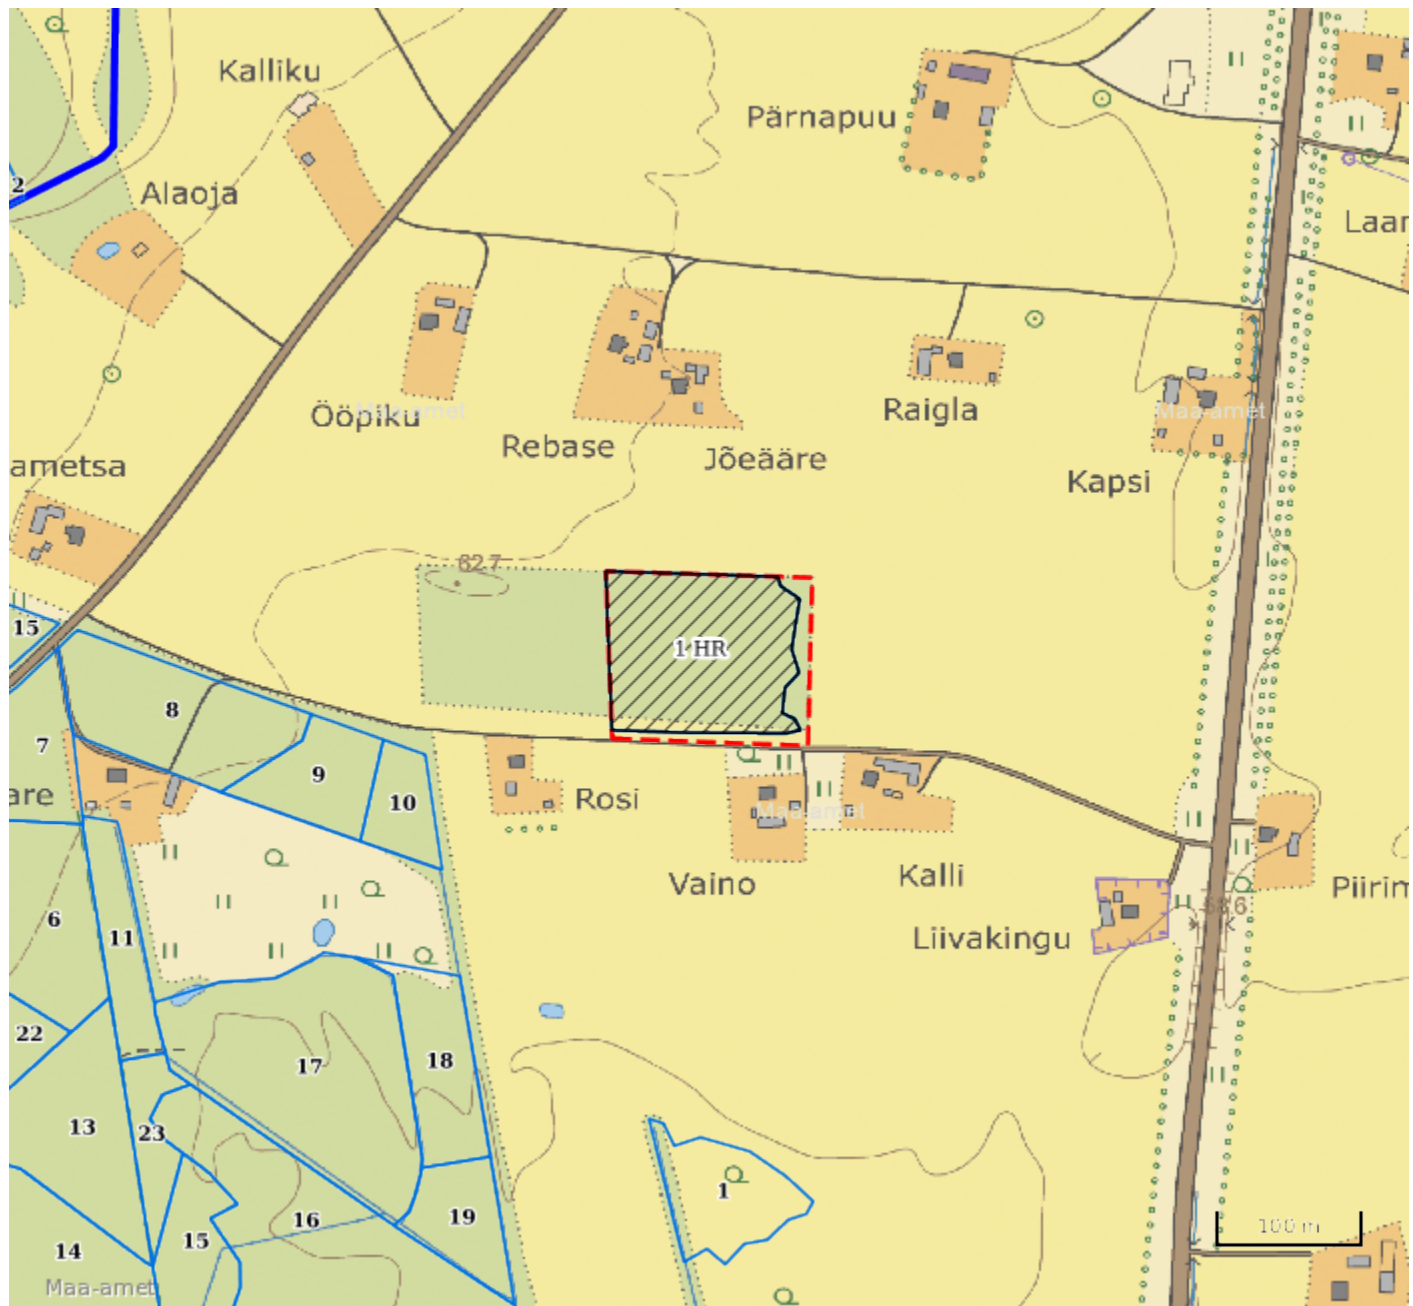 Kalliku
Pärnapuu
2
Alaoja
Laar
Ööpiku
Maa-amet
Raigla
Maa-amet
Rebase
Jõeääre
ametsa
Kapsi
62.7
15
1 HR
8
7
9
are
10
Rosi
Maa-amet
Vaino
Kalli
Piirim
68.6
6
11
Liivakingu
22
17
18
13
23
1
16
19
15
14
100 m
Maa-amet